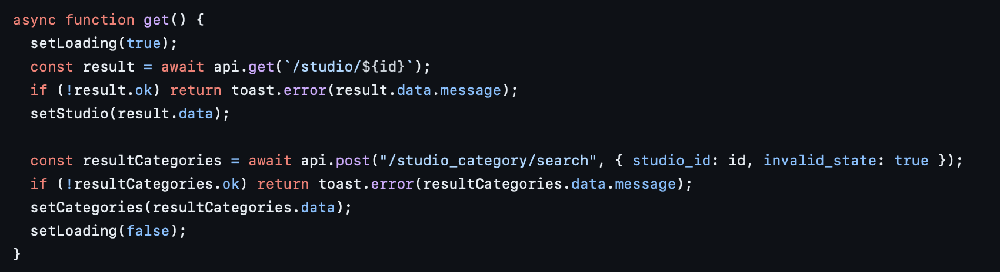 async function get() {
  setLoading(true);
  const result = await api.get(`/studio/${id}`);
  if (!result.ok) return toast.error(result.data.message);
  setStudio(result.data);

  const resultCategories = await api.post("/studio_category/search", { studio_id: id, invalid_state: true });
  if (!resultCategories.ok) return toast.error(resultCategories.data.message);
  setCategories(resultCategories.data);
  setLoading(false);
}